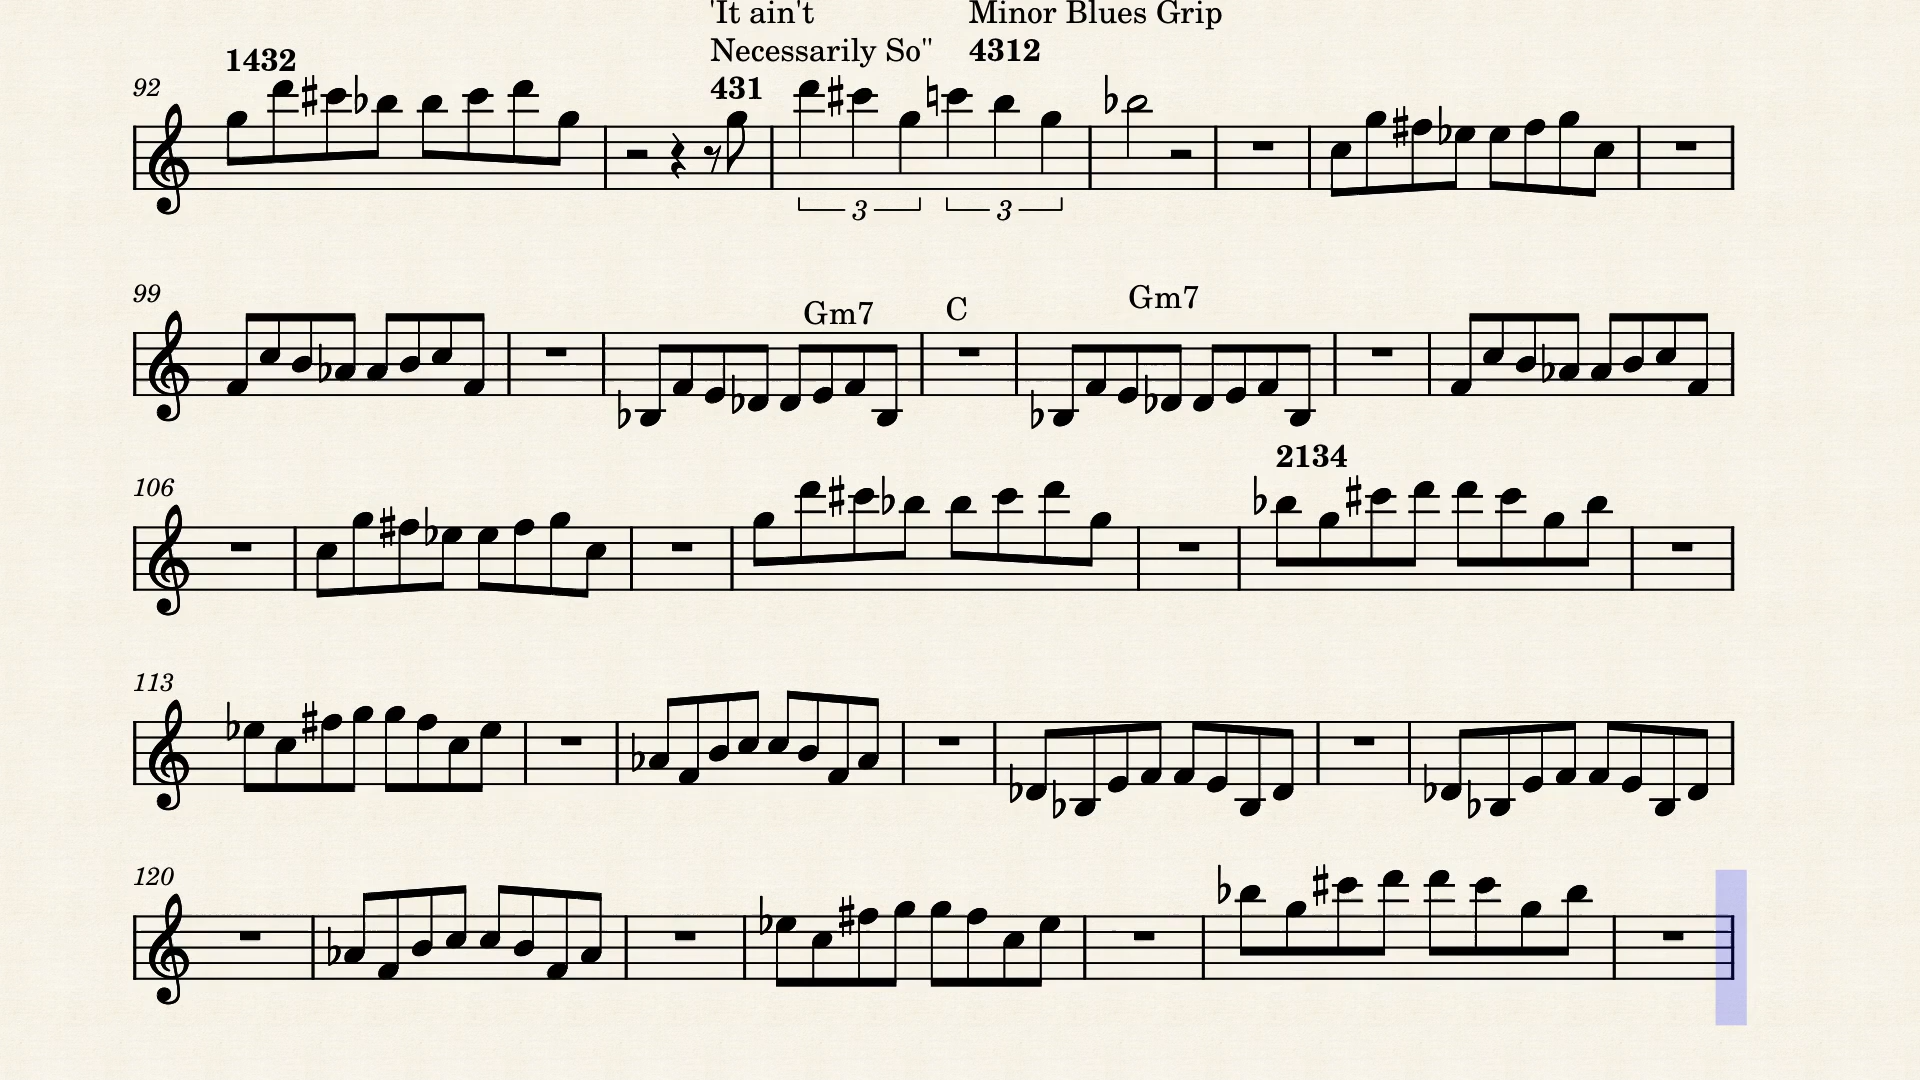 'It ain't
Necessarily So"
Minor Blues Grip
1432
431
4312
92
3
3
99
Gm7
C
Gm7
106
2134
113
120